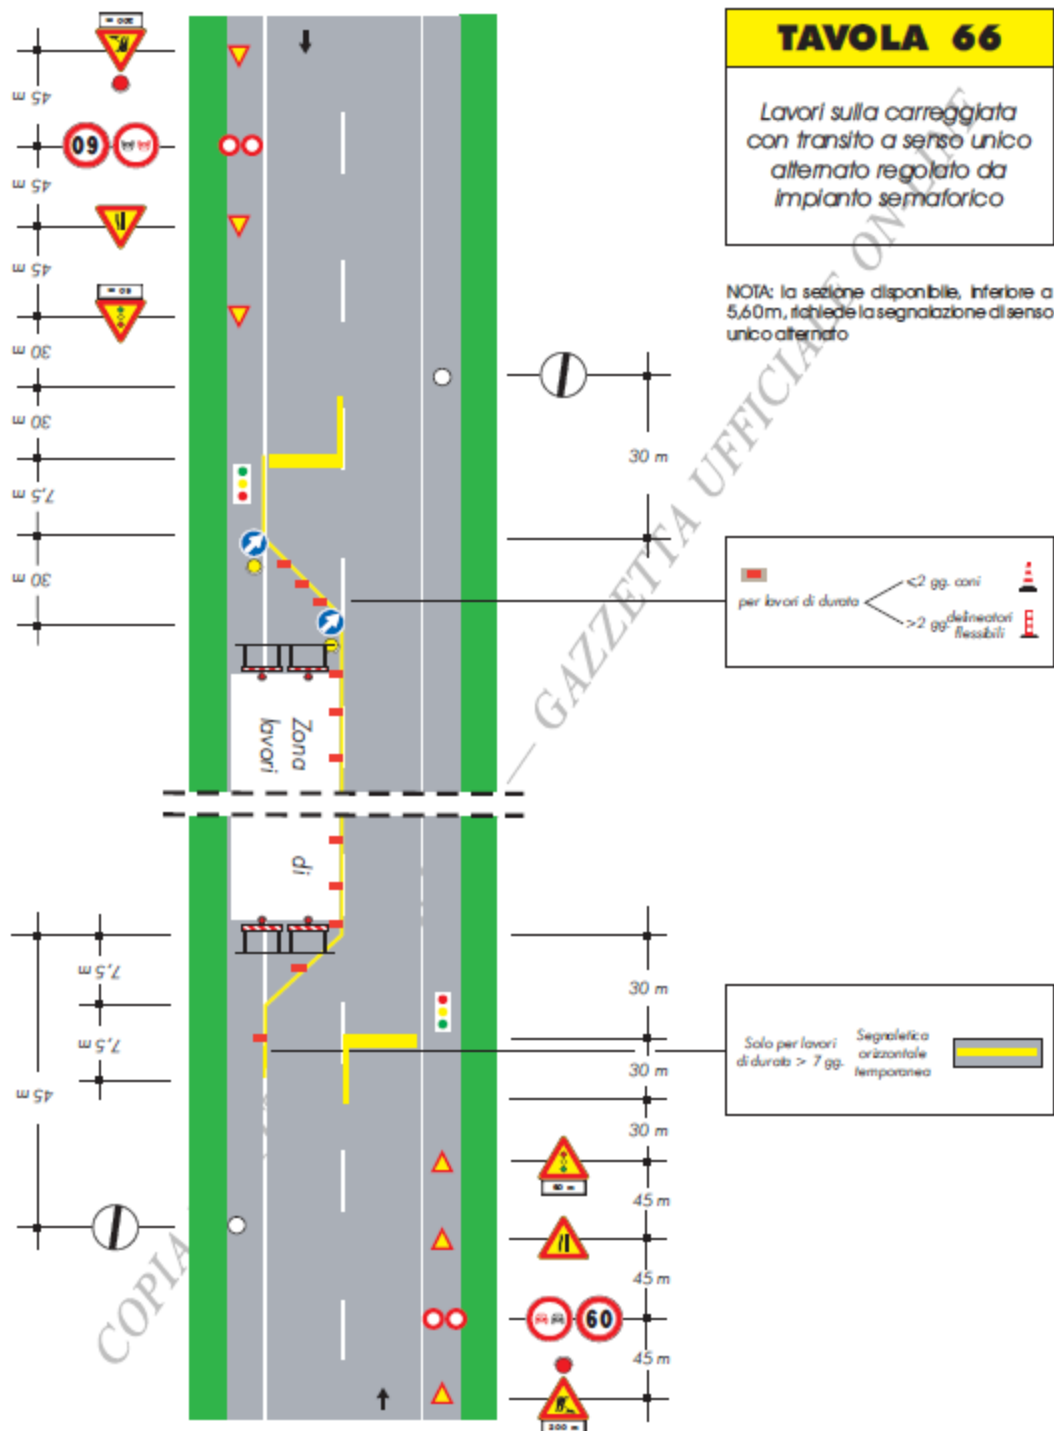 TAVOLA 66
Lavori sulla carreggiata
con transito a senso unico
alternato regolato da
impianto semaforico
NOTA: la sezione disponibile, inferiore a
5,60m, richiede la segnalazione di senso
unico alternato
45 m
60
45 m
45 m
30 m
30 m
7,5 m
30 m
30 m
per lavori di durata
<2 gg. coni
>2 gg. delineatori
flessibili
Zona
lavori
di
7,5 m
7,5 m
45 m
30 m
30 m
30 m
45 m
45 m
45 m
Solo per lavori
di durata > 7 gg.
Segnaletica
orizzontale
temporanea
60 m
60
200 m
COPIA
— GAZZETTA UFFICIALE ON-LINE